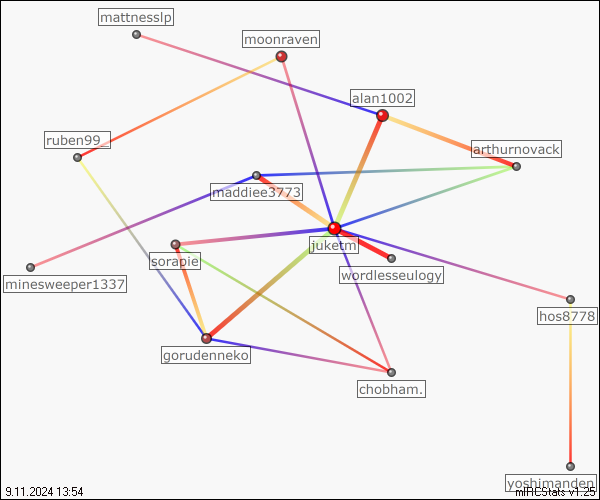 mattnesslp
moonraven
alan1002
ruben99_
arthurnovack
maddiee3773
juketm
sorapie
wordlesseulogy
minesweeper1337
hos8778
gorudenneko
chobham.
yoshimanden
9.11.2024 13:54
mIRCStats v1.25